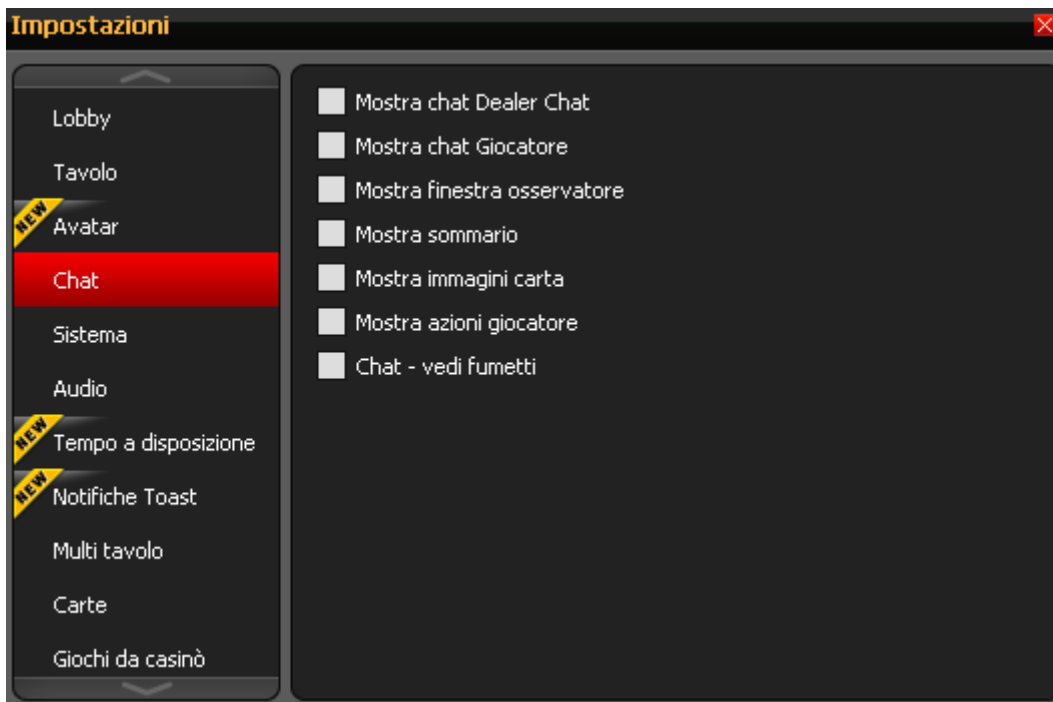 Impostazioni
Lobby
Tavolo
NEW
Avatar
Chat
Sistema
Audio
NEW
Tempo a disposizione
NEW
Notifiche Toast
Multi tavolo
Carte
Giochi da casinò
Mostra chat Dealer Chat
Mostra chat Giocatore
Mostra finestra osservatore
Mostra sommario
Mostra immagini carta
Mostra azioni giocatore
Chat - vedi fumetti